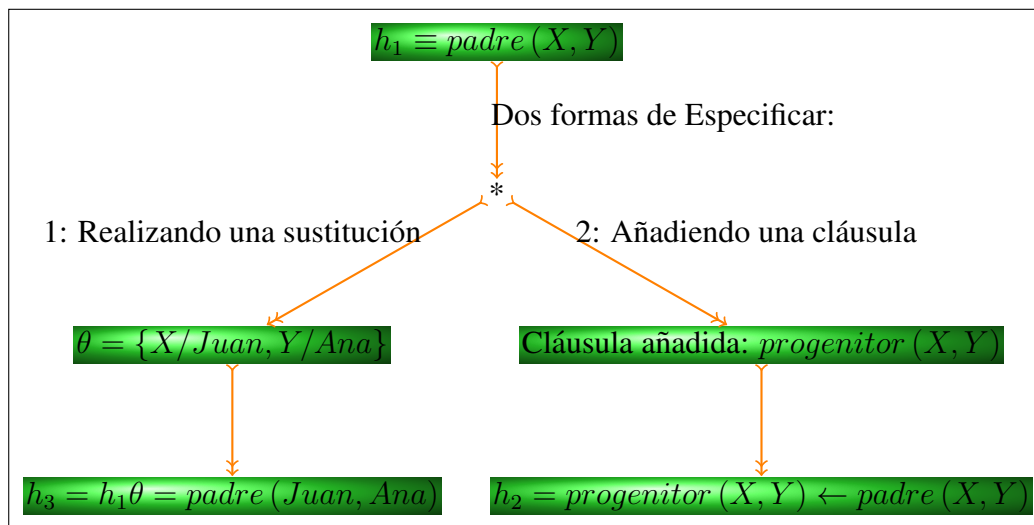 h₁ ≡ padre (X, Y)
Dos formas de Especificar:
*
1: Realizando una sustitución
2: Añadiendo una cláusula
θ = {X/Juan, Y/Ana}
Cláusula añadida: progenitor (X, Y)
h₃ = h₁θ = padre (Juan, Ana)
h₂ = progenitor (X, Y) ← padre (X, Y)